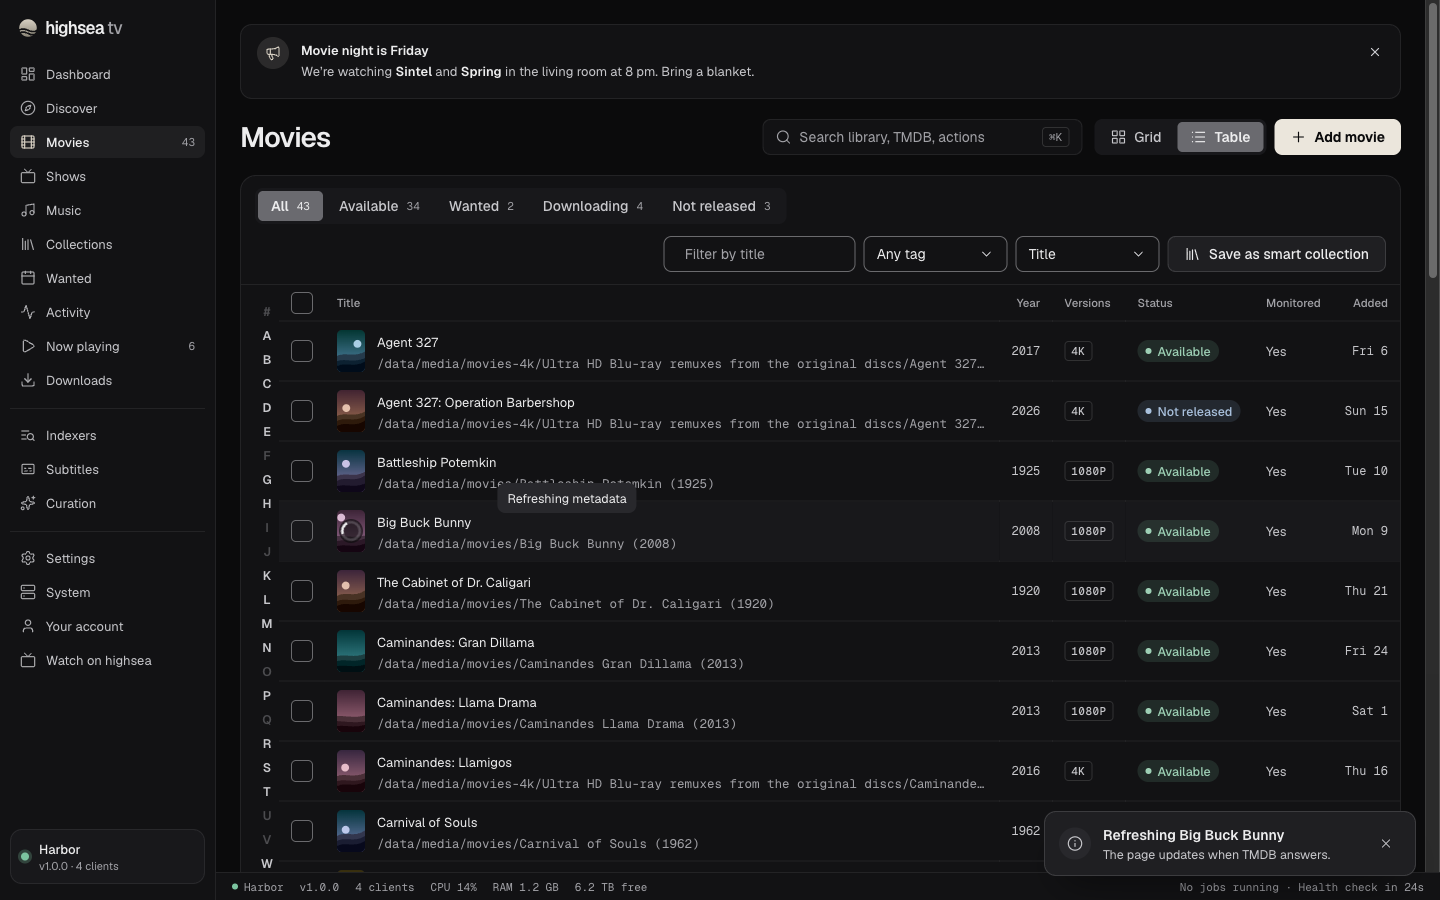 highsea tv
Dashboard
Discover
Movies 43
Shows
Music
Collections
Wanted
Activity
Now playing 6
Downloads
Indexers
Subtitles
Curation
Settings
System
Your account
Watch on highsea
Harbor
v1.0.0 · 4 clients
Movie night is Friday
We're watching Sintel and Spring in the living room at 8 pm. Bring a blanket.
Movies
Search library, TMDB, actions ⌘K
Grid
Table
Add movie
All 43
Available 34
Wanted 2
Downloading 4
Not released 3
Filter by title
Any tag
Title
Save as smart collection
#
A
B
C
D
E
F
G
H
I
J
K
L
M
N
O
P
Q
R
S
T
U
V
W
Title Year Versions Status Monitored Added
Agent 327
/data/media/movies-4k/Ultra HD Blu-ray remuxes from the original discs/Agent 327…
2017 4K Available Yes Fri 6
Agent 327: Operation Barbershop
/data/media/movies-4k/Ultra HD Blu-ray remuxes from the original discs/Agent 327…
2026 4K Not released Yes Sun 15
Battleship Potemkin
/data/media/movies/Battleship Potemkin (1925)
1925 1080P Available Yes Tue 10
Refreshing metadata
Big Buck Bunny
/data/media/movies/Big Buck Bunny (2008)
2008 1080P Available Yes Mon 9
The Cabinet of Dr. Caligari
/data/media/movies/The Cabinet of Dr. Caligari (1920)
1920 1080P Available Yes Thu 21
Caminandes: Gran Dillama
/data/media/movies/Caminandes Gran Dillama (2013)
2013 1080P Available Yes Fri 24
Caminandes: Llama Drama
/data/media/movies/Caminandes Llama Drama (2013)
2013 1080P Available Yes Sat 1
Caminandes: Llamigos
/data/media/movies-4k/Ultra HD Blu-ray remuxes from the original discs/Caminande…
2016 4K Available Yes Thu 16
Carnival of Souls
/data/media/movies/Carnival of Souls (1962)
1962
Refreshing Big Buck Bunny
The page updates when TMDB answers.
Harbor v1.0.0 4 clients CPU 14% RAM 1.2 GB 6.2 TB free
No jobs running · Health check in 24s